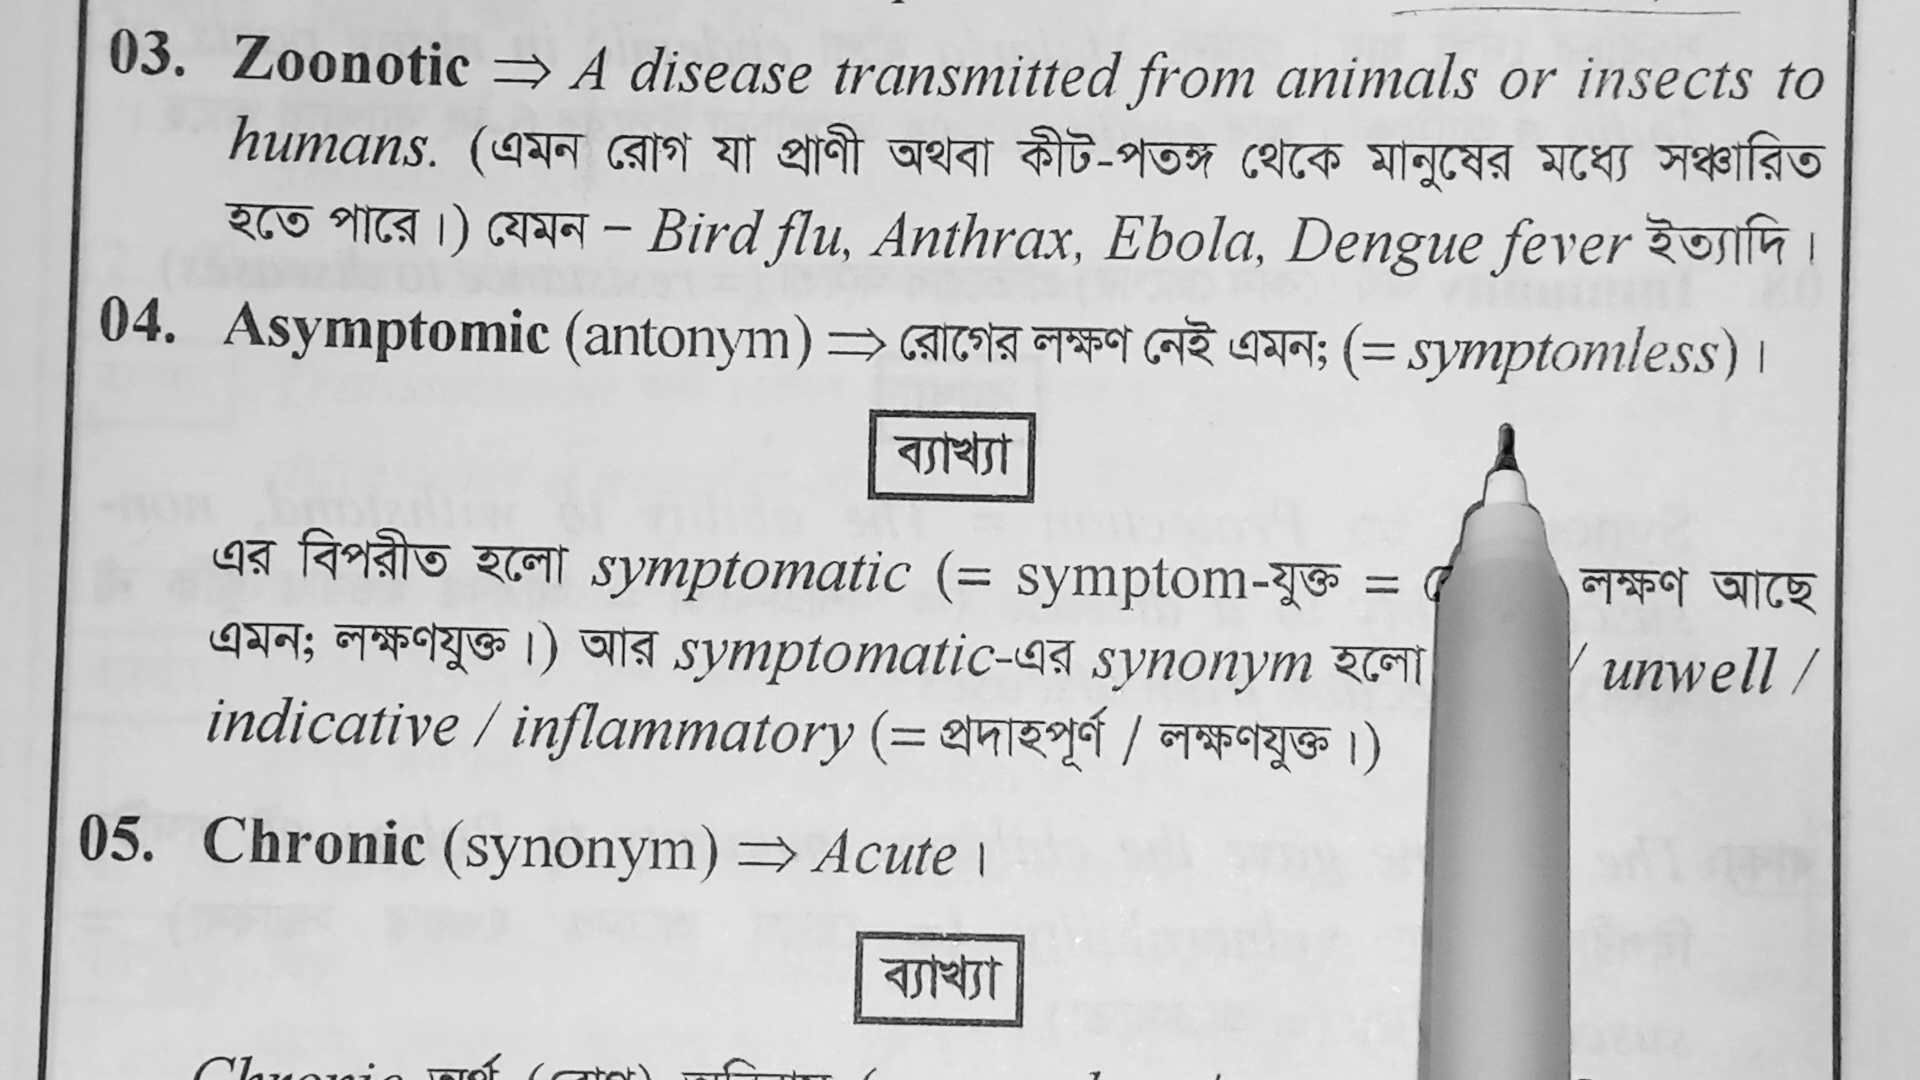 03. Zoonotic ⇒ A disease transmitted from animals or insects to
humans. (এমন রোগ যা প্রাণী অথবা কীট-পতঙ্গ থেকে মানুষের মধ্যে সঞ্চারিত
হতে পারে।) যেমন – Bird flu, Anthrax, Ebola, Dengue fever ইত্যাদি।
04. Asymptomic (antonym) ⇒ রোগের লক্ষণ নেই এমন; (= symptomless)।
ব্যাখ্যা
এর বিপরীত হলো symptomatic (= symptom-যুক্ত = লক্ষণ আছে
এমন; লক্ষণযুক্ত।) আর symptomatic-এর synonym হলো / unwell /
indicative / inflammatory (= প্রদাহপূর্ণ / লক্ষণযুক্ত।)
05. Chronic (synonym) ⇒ Acute।
ব্যাখ্যা
Chronic অর্থ (রোগ)